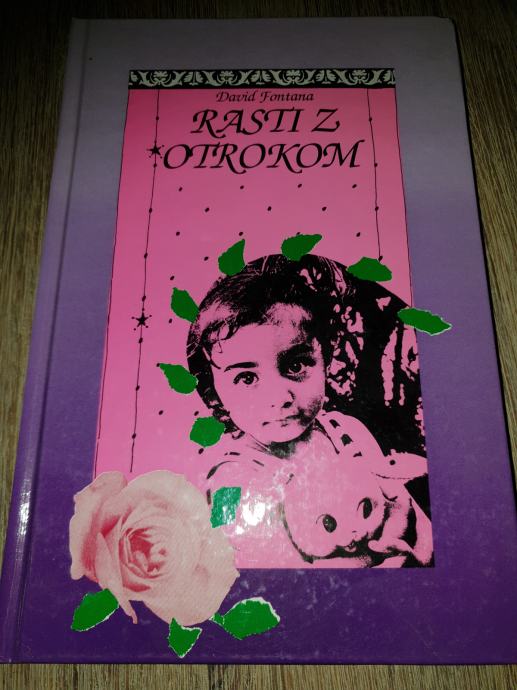 David Fontana
RASTI Z
OTROKOM